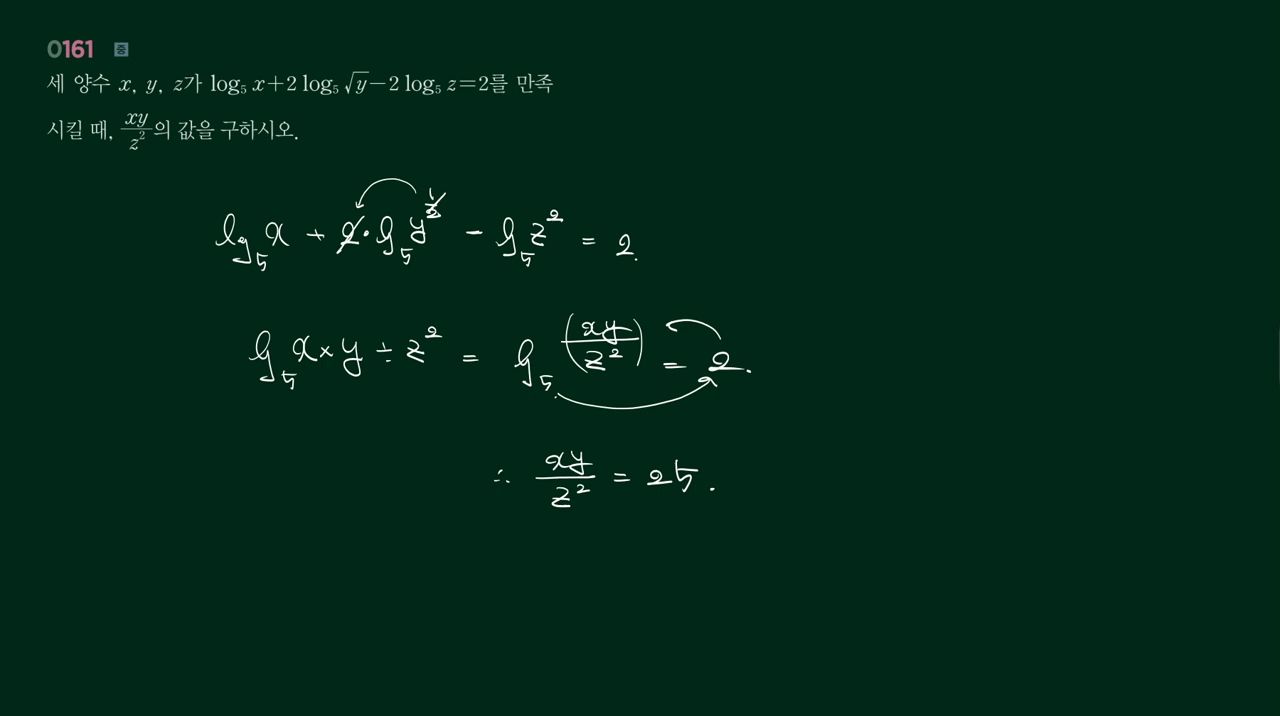 0161 중
세 양수 x, y, z가 log₅ x+2 log₅ √y−2 log₅ z=2를 만족
시킬 때, xy/z²의 값을 구하시오.
log₅ x + 2·log₅ y^(1/2) − log₅ z² = 2.
log₅ x×y÷z² = log₅ (xy/z²) = 2.
∴ xy/z² = 25.